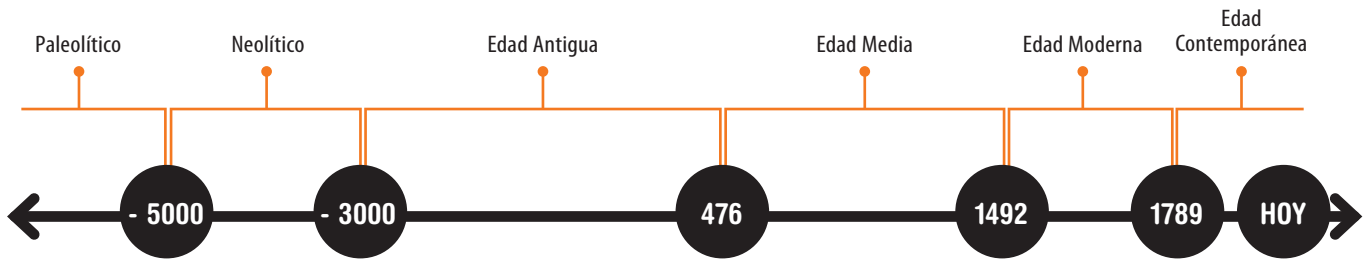 Paleolítico
Neolítico
Edad Antigua
Edad Media
Edad Moderna
Edad
Contemporánea
- 5000
- 3000
476
1492
1789
HOY